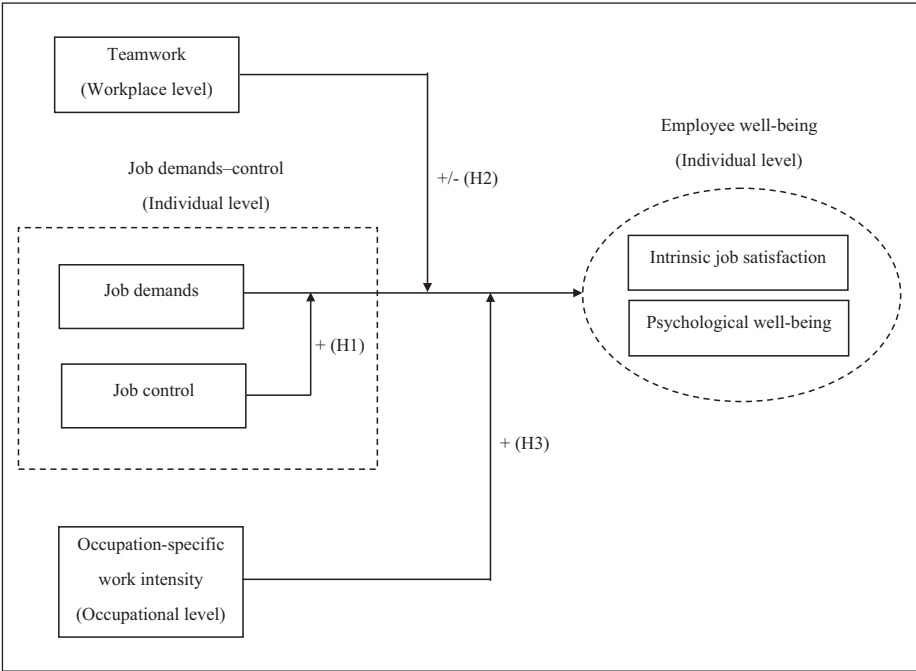 Teamwork
(Workplace level)
Employee well-being
(Individual level)
Job demands–control
(Individual level)
+/- (H2)
Intrinsic job satisfaction
Psychological well-being
Job demands
+ (H1)
Job control
+ (H3)
Occupation-specific
work intensity
(Occupational level)